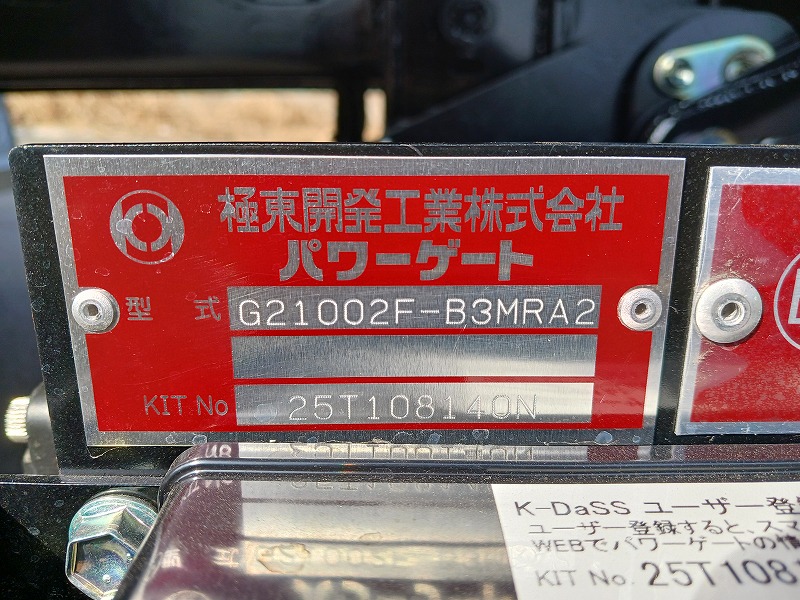 極東開発工業株式会社
パワーゲート
型式 G21002F-B3MRA2
KIT No 25T108140N
K-DaSS ユーザー登
ユーザー登録すると、スマ
WEBでパワーゲートの情
KIT No. 25T1081